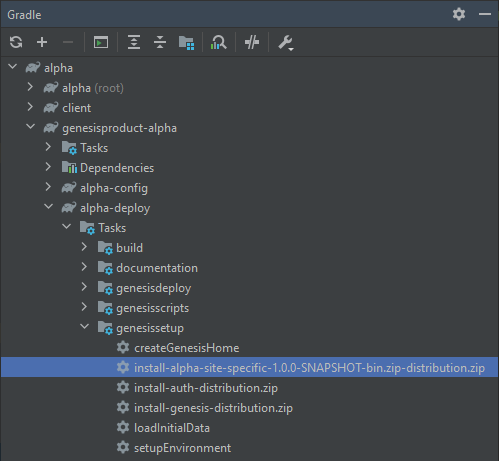 Gradle
alpha
alpha (root)
client
genesisproduct-alpha
Tasks
Dependencies
alpha-config
alpha-deploy
Tasks
build
documentation
genesisdeploy
genesisscripts
genesissetup
createGenesisHome
install-alpha-site-specific-1.0.0-SNAPSHOT-bin.zip-distribution.zip
install-auth-distribution.zip
install-genesis-distribution.zip
loadInitialData
setupEnvironment